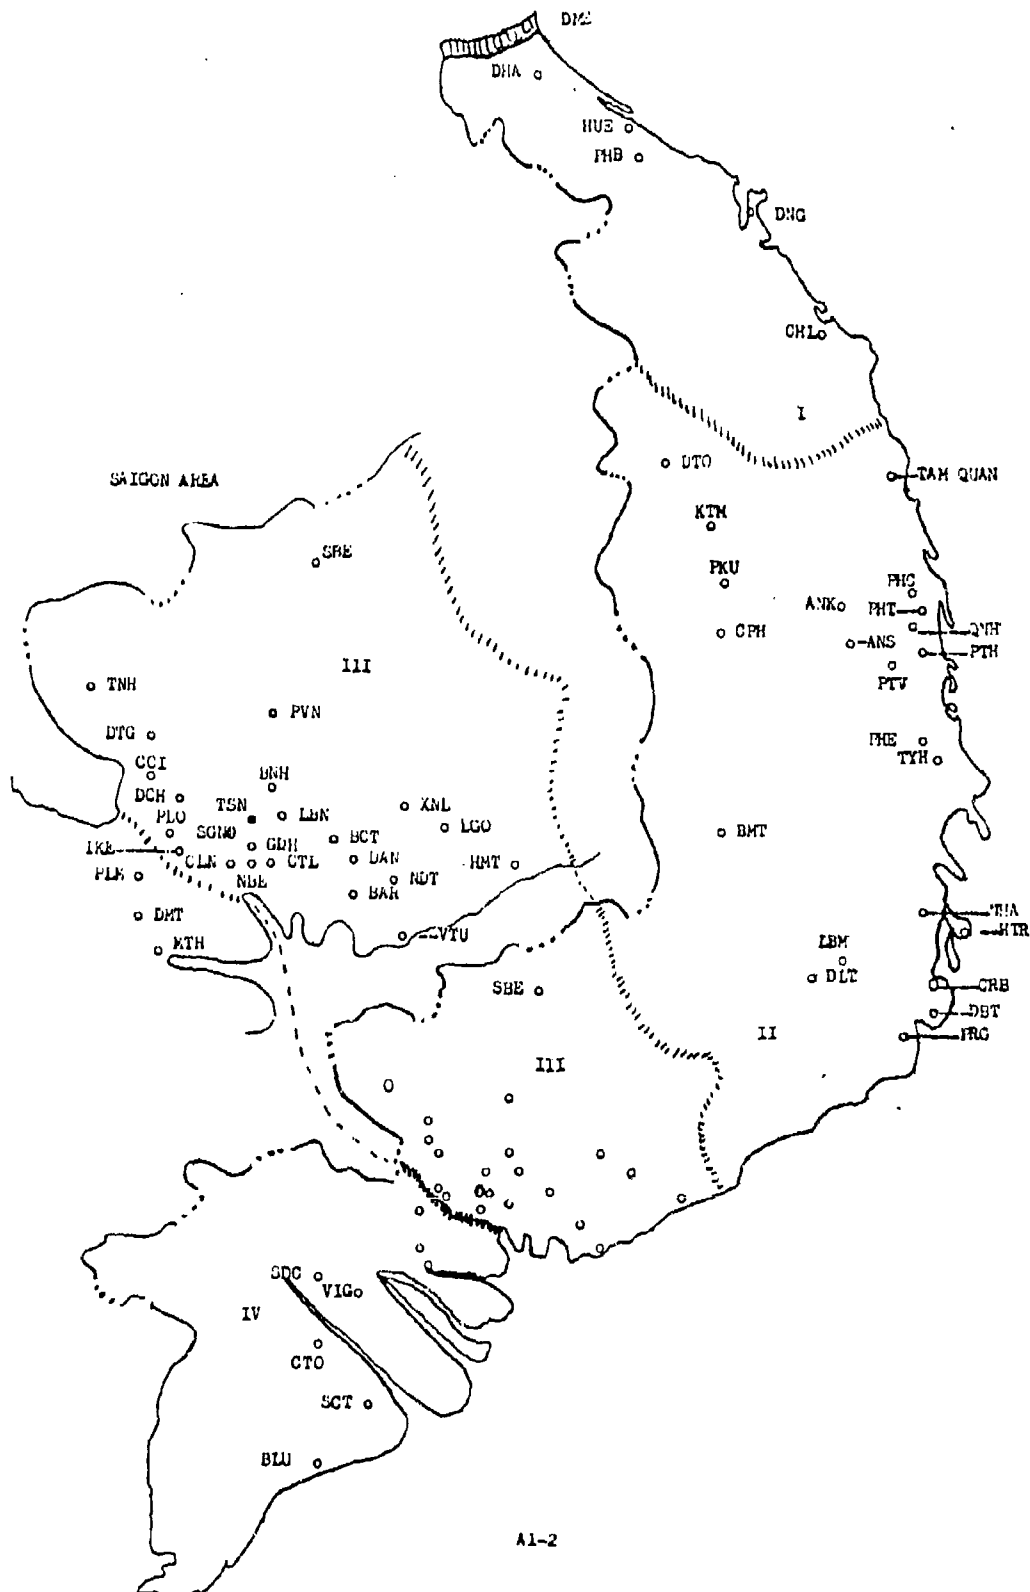 DMZ
DHA
HUE
PHB
DNG
CHL
I
SAIGON AREA
DTO
TAM QUAN
KTM
SBE
PKU
PHC
ANK
PHT
CPH
QNH
ANS
PTH
III
PTV
TNH
PVN
DTG
PHE
TYH
CCI
BNH
DCH
TSN
LBN
XNL
PLO
SGN
LGO
BCT
BMT
GDH
CLN
CTL
DAN
HMT
NBE
NDT
BAR
DMT
VTU
NTR
MTH
LBM
DLT
SBE
CRB
DBT
II
PRG
III
SDC
VIG
IV
CTO
SCT
BLU
A1-2